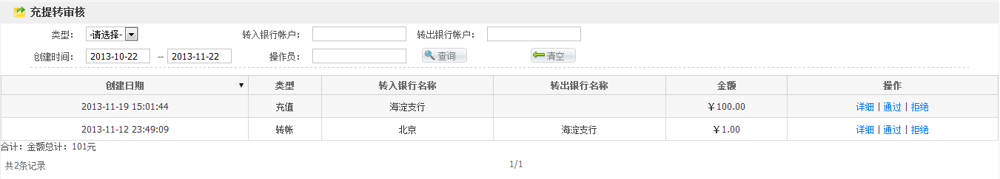 充提转审核
类型： -请选择- 转入银行帐户： 转出银行帐户：
创建时间： 2013-10-22 -- 2013-11-22 操作员： 查询 清空
创建日期 类型 转入银行名称 转出银行名称 金额 操作
2013-11-19 15:01:44 充值 海淀支行 ￥100.00 详细 | 通过 | 拒绝
2013-11-12 23:49:09 转帐 北京 海淀支行 ￥1.00 详细 | 通过 | 拒绝
合计：金额总计：101元
共2条记录 1/1